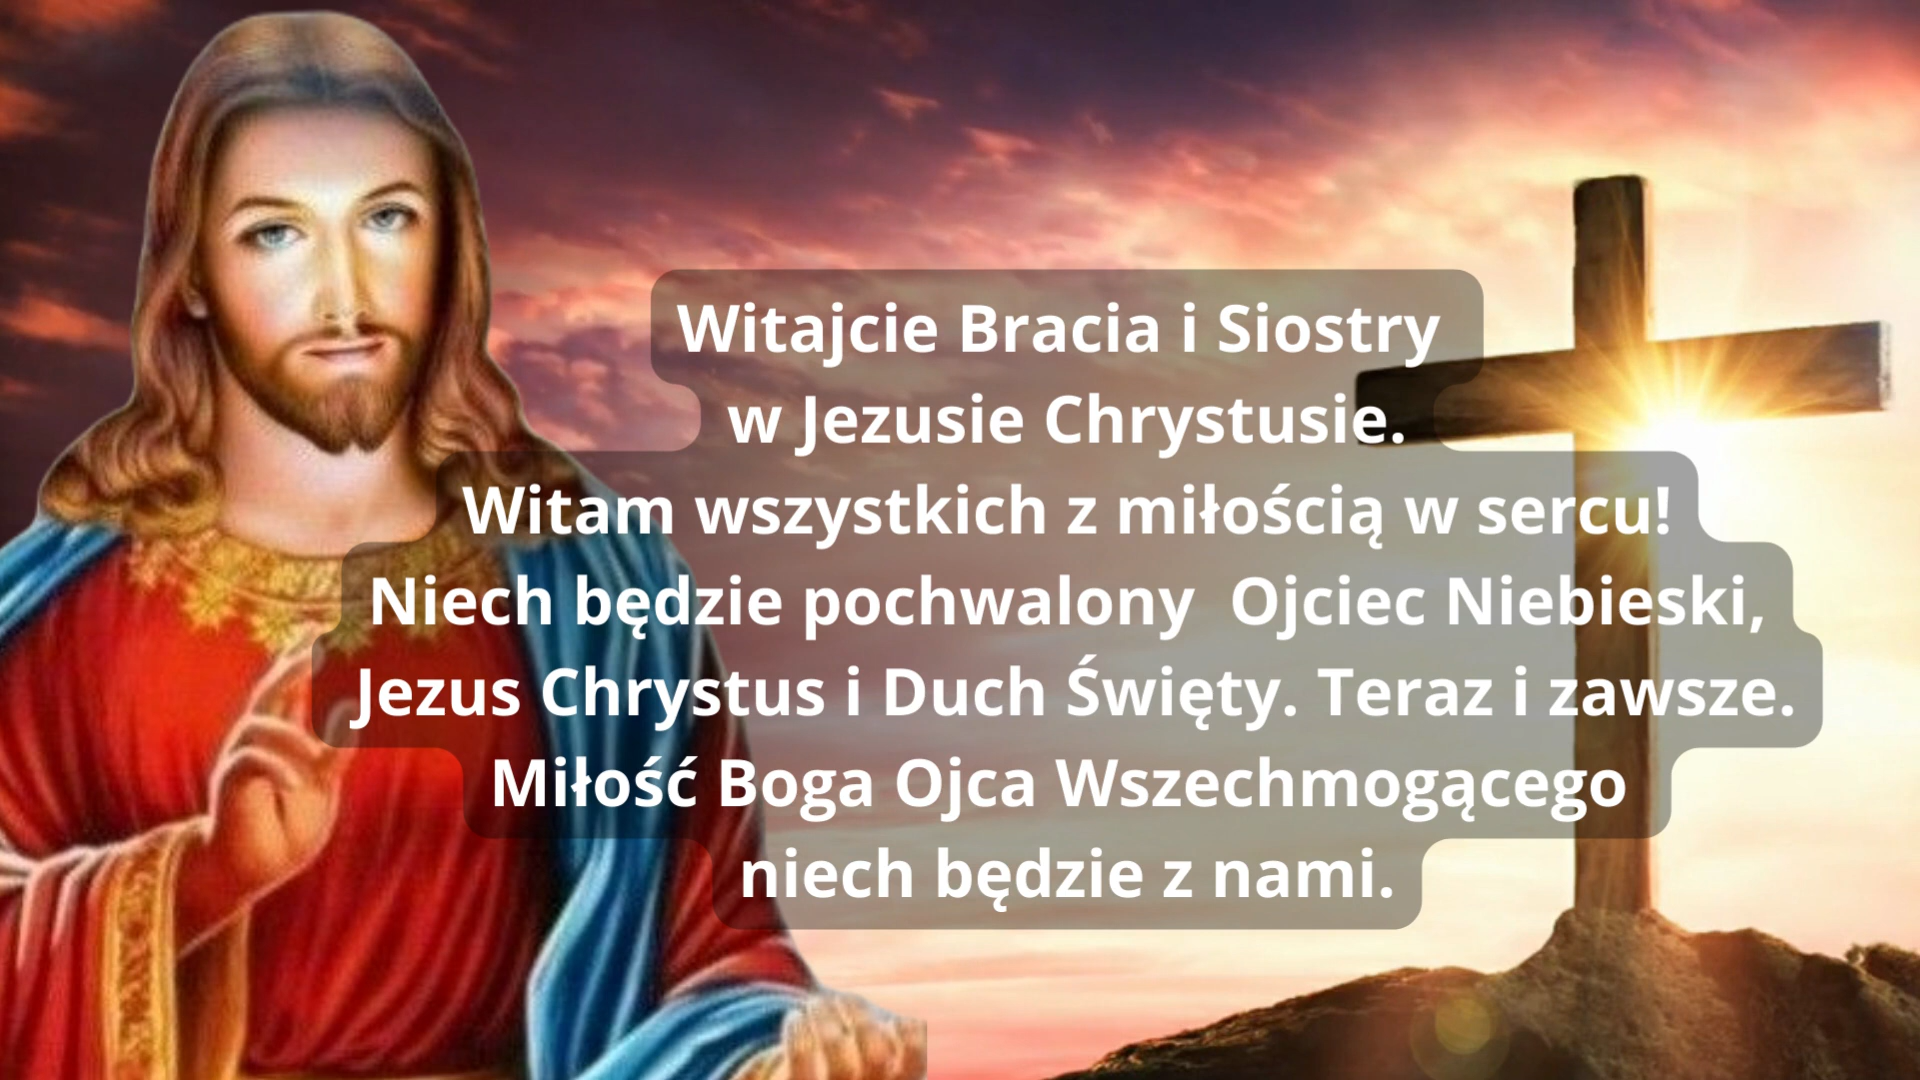 Witajcie Bracia i Siostry
w Jezusie Chrystusie.
Witam wszystkich z miłością w sercu!
Niech będzie pochwalony  Ojciec Niebieski,
Jezus Chrystus i Duch Święty. Teraz i zawsze.
Miłość Boga Ojca Wszechmogącego
niech będzie z nami.